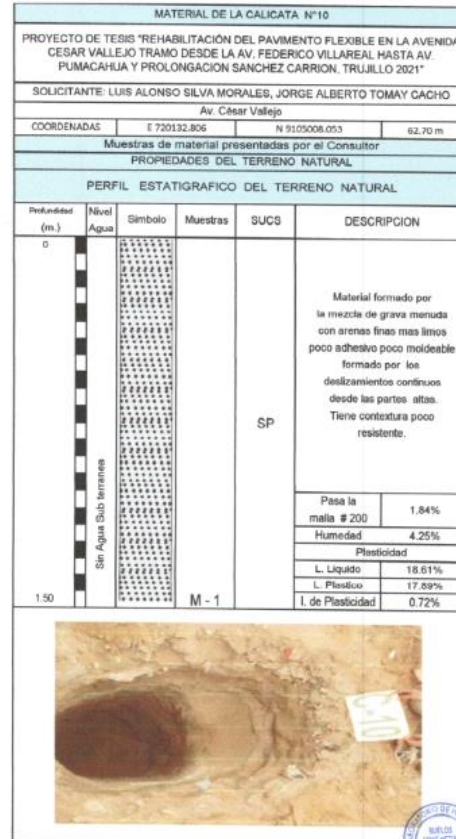 MATERIAL DE LA CALICATA N°10
PROYECTO DE TESIS "REHABILITACIÓN DEL PAVIMENTO FLEXIBLE EN LA AVENIDA
CESAR VALLEJO TRAMO DESDE LA AV. FEDERICO VILLAREAL HASTA AV.
PUMACAHUA Y PROLONGACIÓN SANCHEZ CARRION, TRUJILLO 2021"
SOLICITANTE: LUIS ALONSO SILVA MORALES, JORGE ALBERTO TOMAY CACHO
Av. César Vallejo
COORDENADAS E 720132.806 N 9105008.053 62.70 m
Muestras de material presentadas por el Consultor
PROPIEDADES DEL TERRENO NATURAL
PERFIL ESTATIGRAFICO DEL TERRENO NATURAL
Profundidad (m.) Nivel Agua Simbolo Muestras SUCS DESCRIPCION
0
Material formado por
la mezcla de grava menuda
con arenas finas mas limos
poco adhesivo poco moldeable
formado por los
deslizamientos continuos
desde las partes altas.
Tiene contextura poco
resistente.
SP
Sin Agua Sub terranea
Pasa la
malla # 200 1.84%
Humedad 4.25%
Plasticidad
L. Liquido 18.61%
L. Plastico 17.89%
1.50 M - 1 I. de Plasticidad 0.72%
C-10
SUELOS